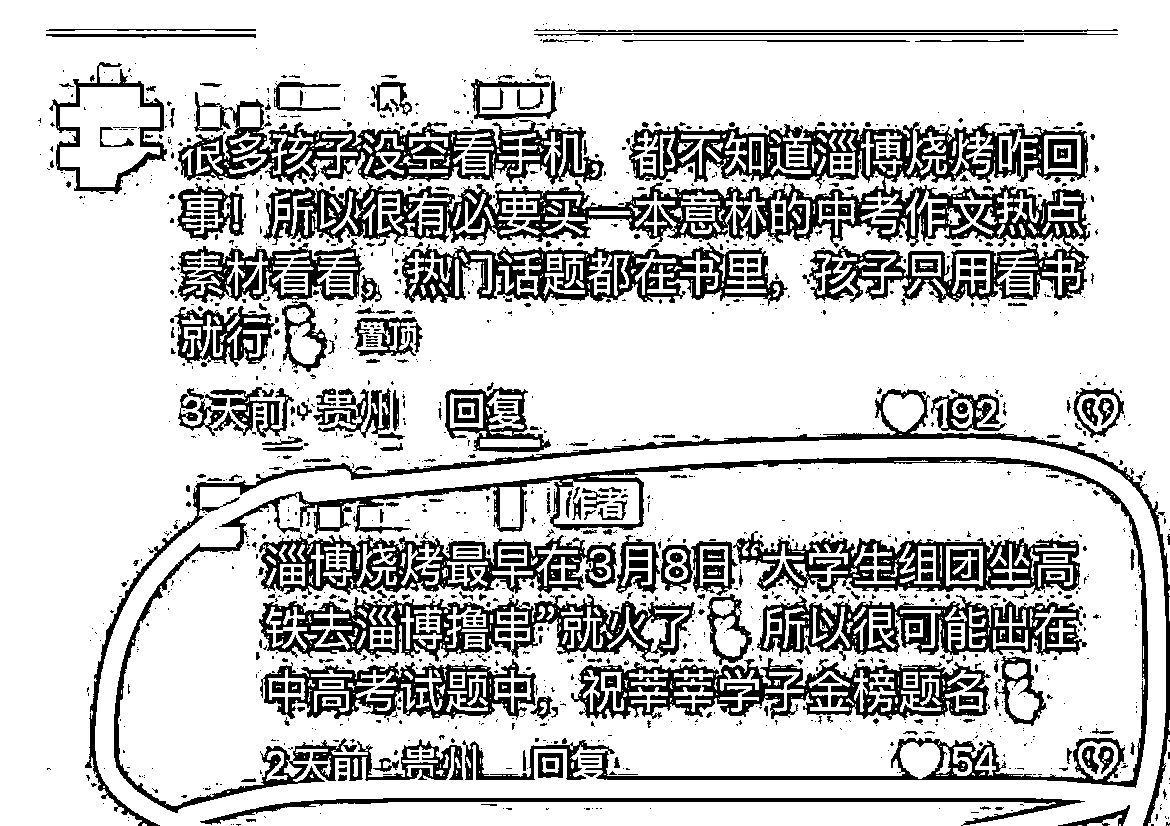 很多孩子没空看手机，都不知道淄博烧烤咋回
事！所以很有必要买一本意林的中考作文热点
素材看看，热门话题都在书里，孩子只用看书
就行 置顶
3天前·贵州 回复 192
作者
淄博烧烤最早在3月8日“大学生组团坐高
铁去淄博撸串”就火了 所以很可能出在
中高考试题中，祝莘莘学子金榜题名
2天前·贵州 回复 54